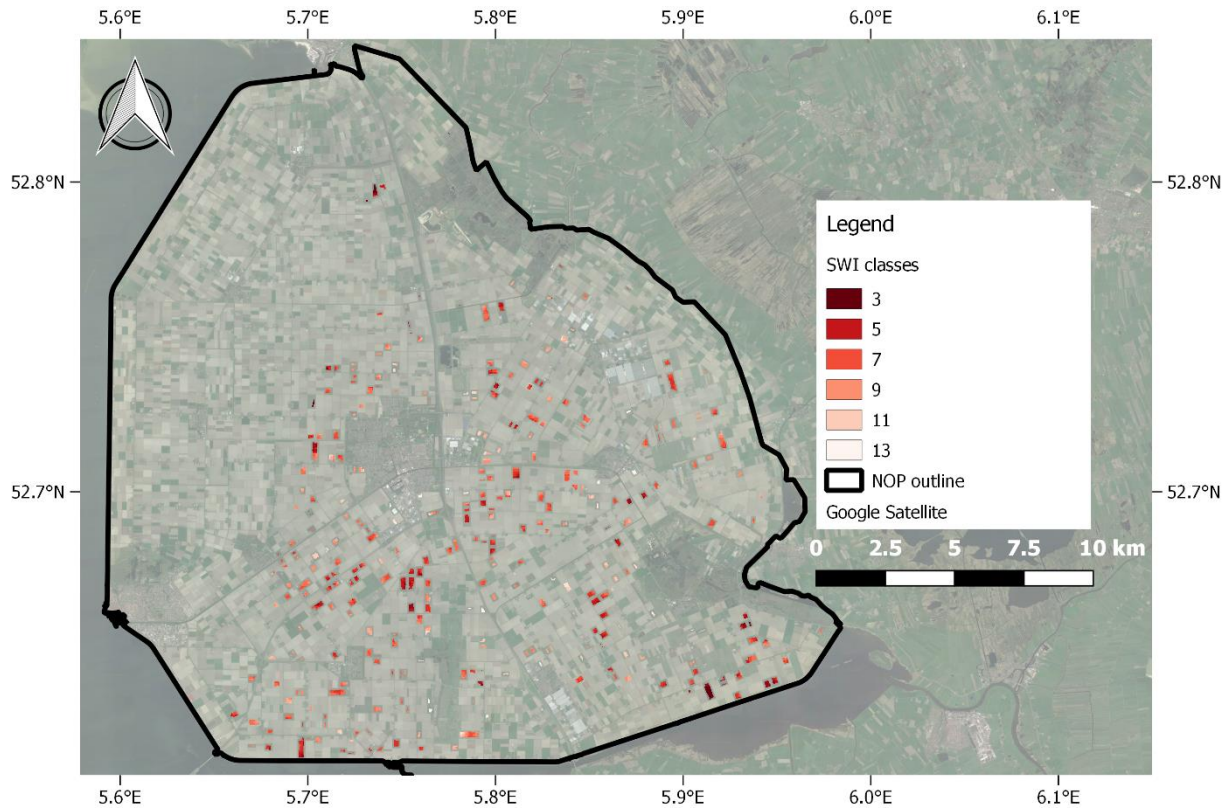 5.6°E 5.7°E 5.8°E 5.9°E 6.0°E 6.1°E
52.8°N 52.8°N
Legend
SWI classes
3
5
7
9
11
13
NOP outline
Google Satellite
52.7°N 52.7°N
0 2.5 5 7.5 10 km
5.6°E 5.7°E 5.8°E 5.9°E 6.0°E 6.1°E